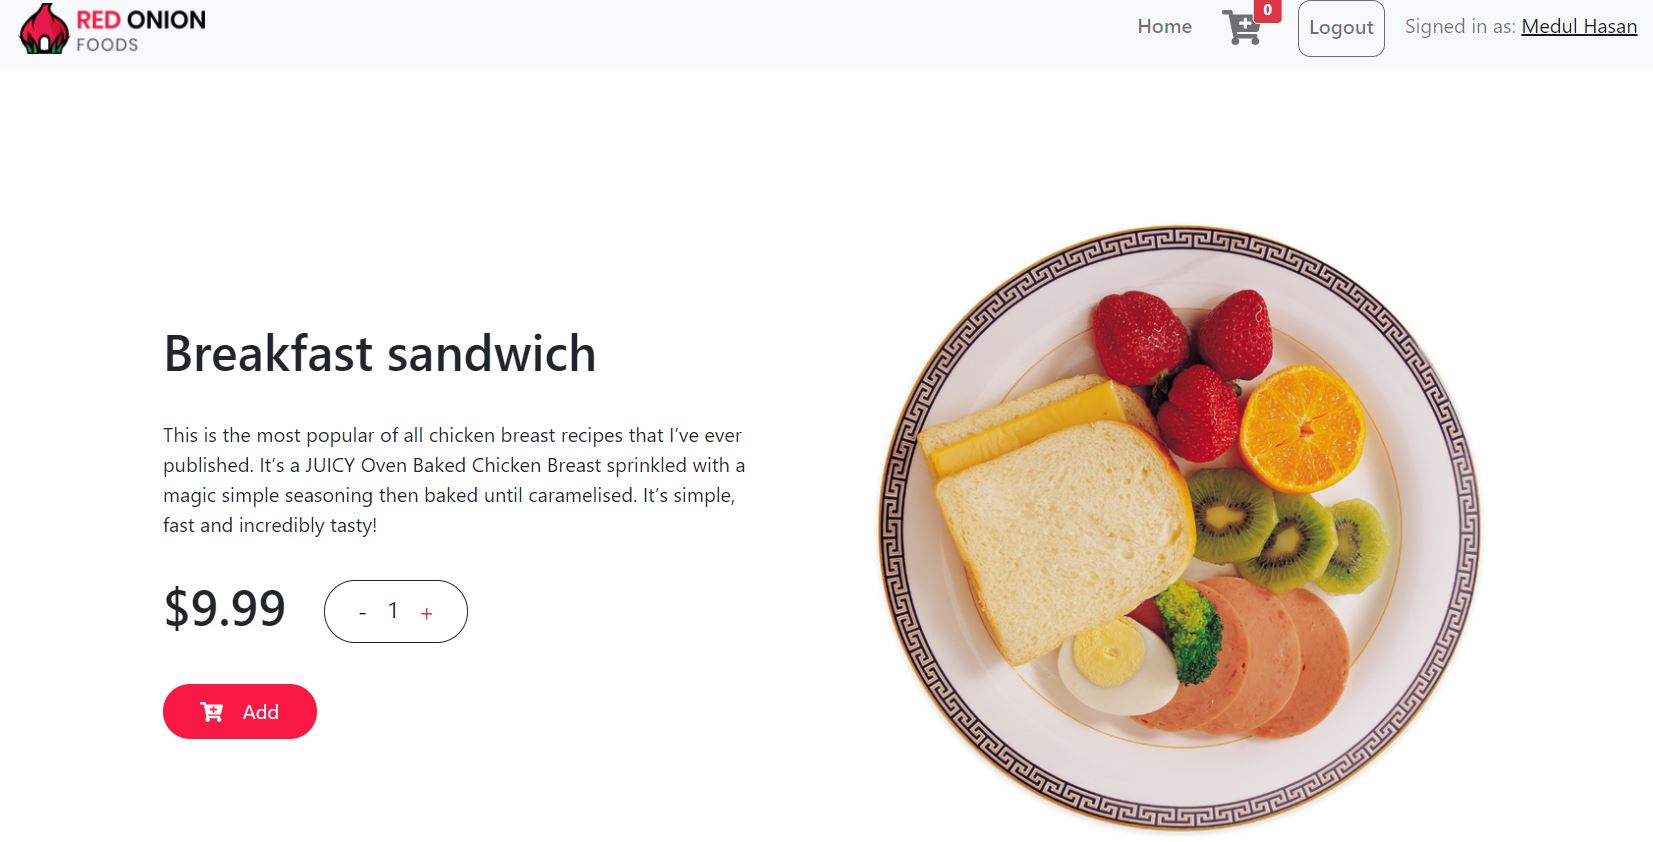 RED ONION
FOODS
Home
0
Logout
Signed in as: Medul Hasan
Breakfast sandwich
This is the most popular of all chicken breast recipes that I’ve ever
published. It’s a JUICY Oven Baked Chicken Breast sprinkled with a
magic simple seasoning then baked until caramelised. It’s simple,
fast and incredibly tasty!
$9.99
- 1 +
Add